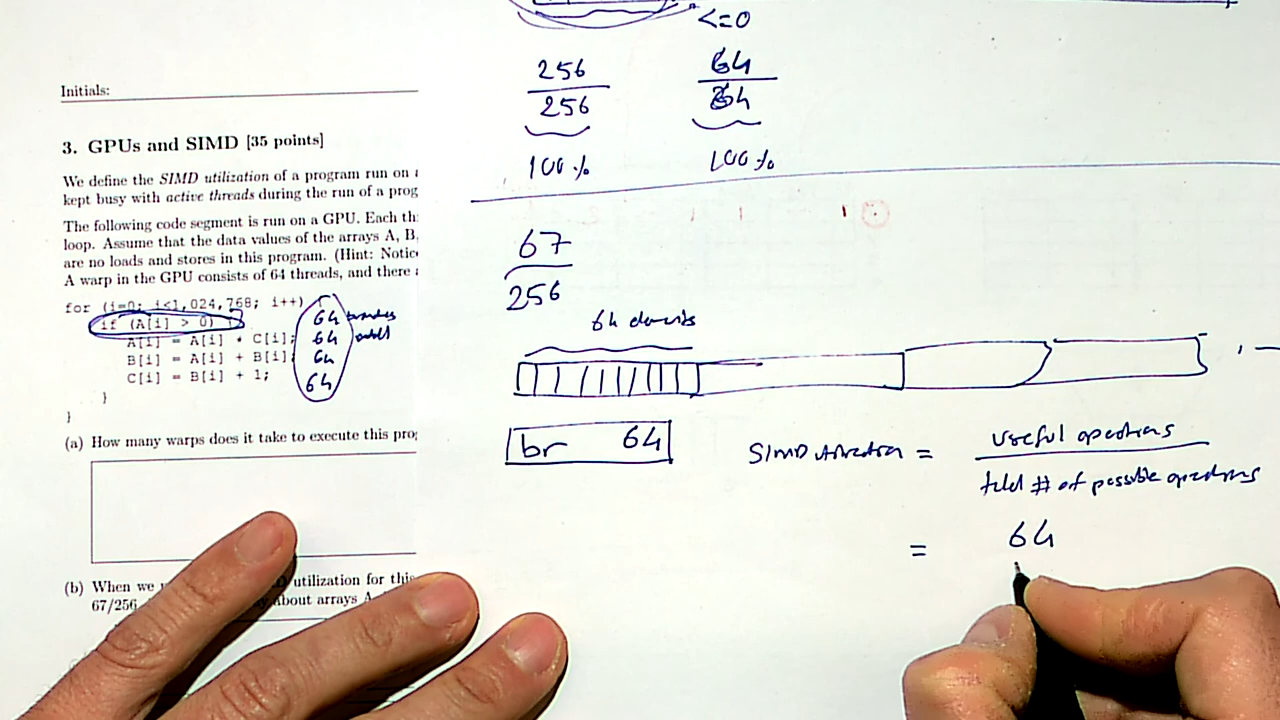 Initials:
3. GPUs and SIMD [35 points]
We define the SIMD utilization of a program run on
kept busy with active threads during the run of a prog
The following code segment is run on a GPU. Each th
loop. Assume that the data values of the arrays A, B,
are no loads and stores in this program. (Hint: Notice
A warp in the GPU consists of 64 threads, and there
for (i=0; i<1,024,768; i++) {
if (A[i] > 0) {
A[i] = A[i] * C[i];
B[i] = A[i] + B[i];
C[i] = B[i] + 1;
}
}
64
64
64
64
(a) How many warps does it take to execute this prog
(b) When we utilization for this
67/256 about arrays A
<=0
256
256
100%
64
64
100%
67
256
64
br 64
SIMD =
useful operations
# of possible operations
=
64